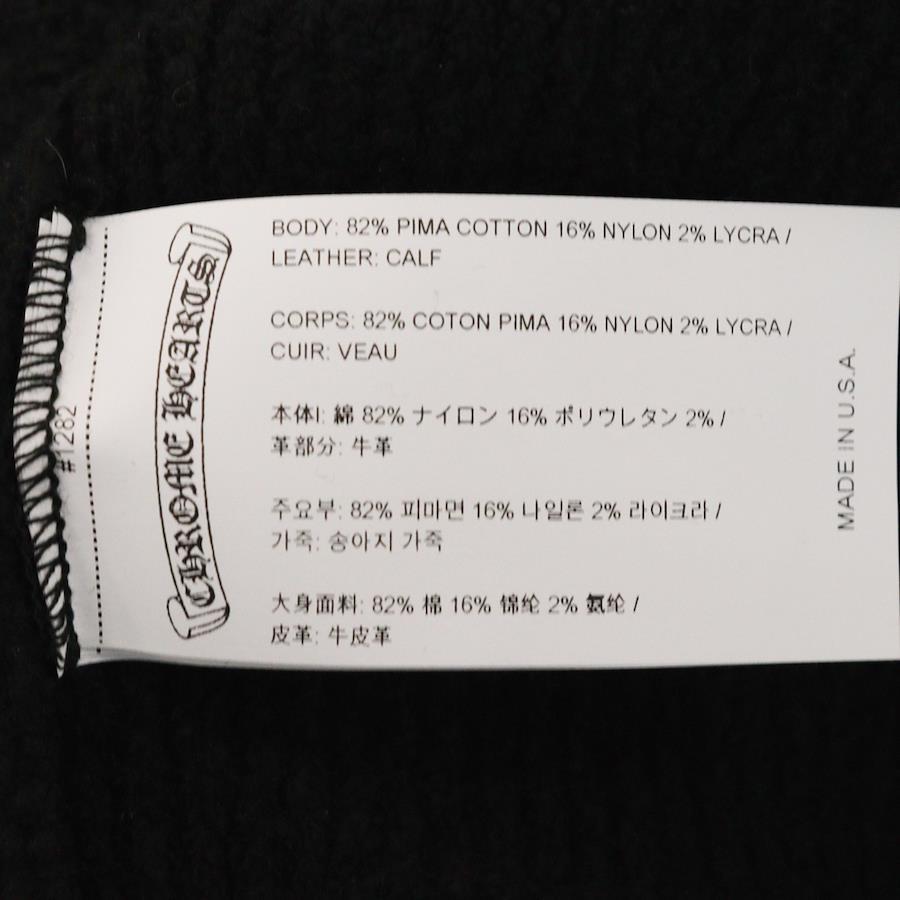 #1282
CHROME HEARTS
BODY: 82% PIMA COTTON 16% NYLON 2% LYCRA /
LEATHER: CALF
CORPS: 82% COTON PIMA 16% NYLON 2% LYCRA /
CUIR: VEAU
本体I: 綿 82% ナイロン 16% ポリウレタン 2% /
革部分: 牛革
주요부: 82% 피마면 16% 나일론 2% 라이크라 /
가죽: 송아지 가죽
大身面料: 82% 棉 16% 锦纶 2% 氨纶 /
皮革: 牛皮革
MADE IN U.S.A.